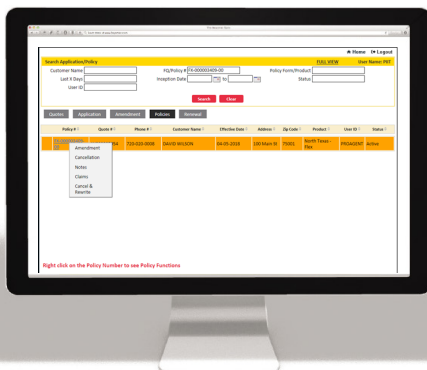 Home Logout
Search Application/Policy FULL VIEW User Name: PRT
Customer Name FQ/Policy # FX-000003409-00 Policy Form/Product
Last X Days Inception Date to Status
User ID
Search Clear
Quotes Application Amendment Policies Renewal
Policy # Quote # Phone # Customer Name Effective Date Address Zip Code Product User ID Status
720-020-0006 DAVID WILSON 04-05-2018 100 Main St 75001 North Texas - Flex PROAGENT Active
Amendment
Cancellation
Notes
Claims
Cancel &
Rewrite
Right click on the Policy Number to see Policy Functions